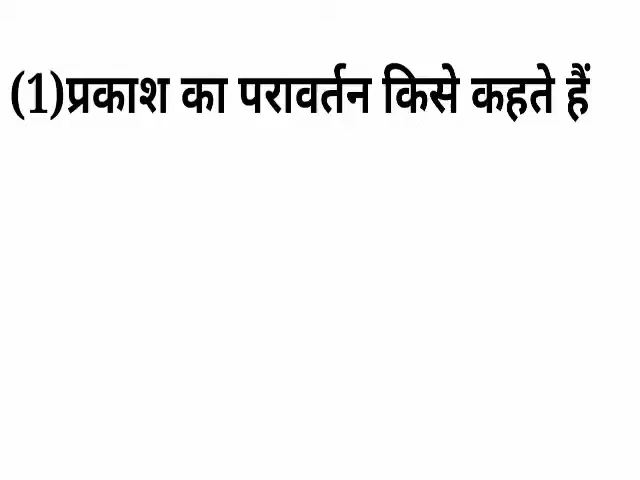 (1)प्रकाश का परावर्तन किसे कहते हैं